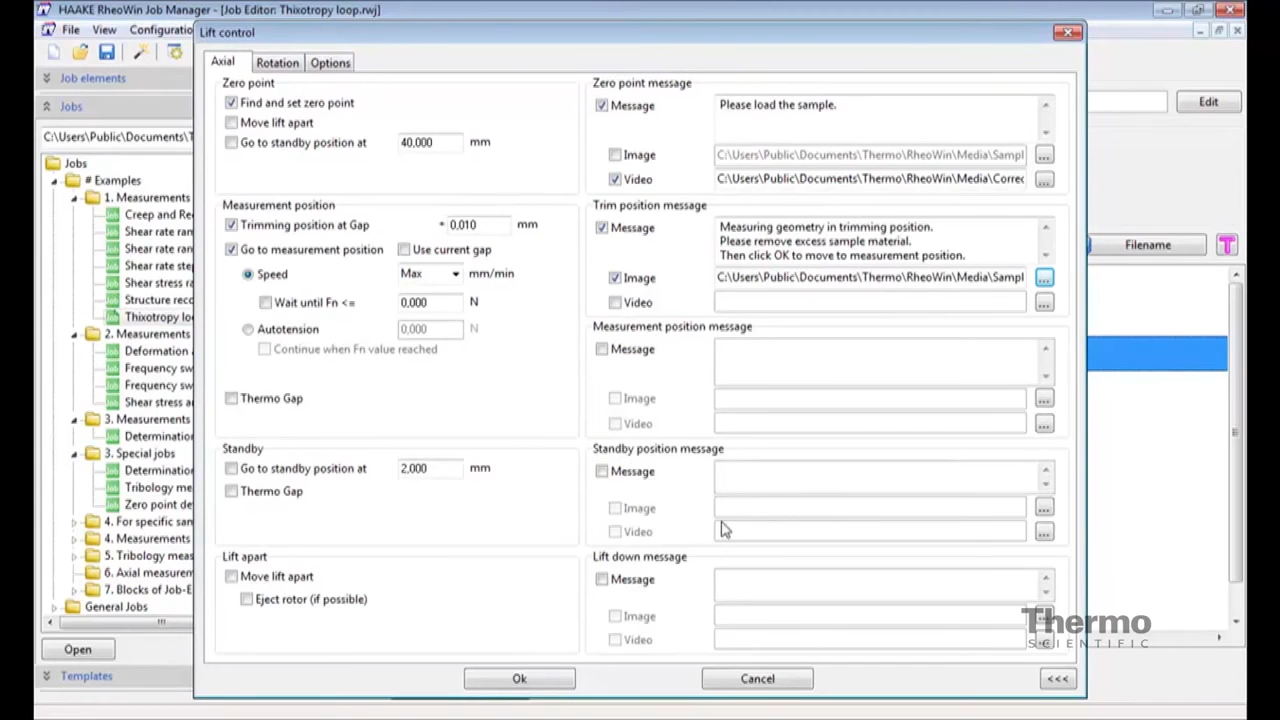 HAAKE RheoWin Job Manager - [Job Editor: Thixotropy loop.rwj]
File View Configuratio
Lift control
Axial Rotation Options
Job elements
Jobs
C:\Users\Public\Documents\T
Jobs
# Examples
1. Measurements
Creep and Re
Shear rate ran
Shear rate ran
Shear rate step
Shear stress ra
Structure reco
Thixotropy loo
2. Measurements
Deformation a
Frequency sw
Frequency sw
Shear stress an
3. Measurements
Determination
3. Special jobs
Determination
Tribology me
Zero point de
4. For specific san
4. Measurements
5. Tribology meas
6. Axial measurem
7. Blocks of Job-E
General Jobs
Open
Templates
Zero point
Find and set zero point
Move lift apart
Go to standby position at 40,000 mm
Measurement position
Trimming position at Gap + 0,010 mm
Go to measurement position Use current gap
Speed Max mm/min
Wait until Fn <= 0,000 N
Autotension 0,000 N
Continue when Fn value reached
Thermo Gap
Standby
Go to standby position at 2,000 mm
Thermo Gap
Lift apart
Move lift apart
Eject rotor (if possible)
Zero point message
Message Please load the sample.
Image C:\Users\Public\Documents\Thermo\RheoWin\Media\Sampl ...
Video C:\Users\Public\Documents\Thermo\RheoWin\Media\Correc ...
Trim position message
Message Measuring geometry in trimming position.
Please remove excess sample material.
Then click OK to move to measurement position.
Image C:\Users\Public\Documents\Thermo\RheoWin\Media\Sampl ...
Video ...
Measurement position message
Message
Image ...
Video ...
Standby position message
Message
Image ...
Video ...
Lift down message
Message
Image
Video
Ok Cancel <<<
Edit
Filename T
Thermo
SCIENTIFIC